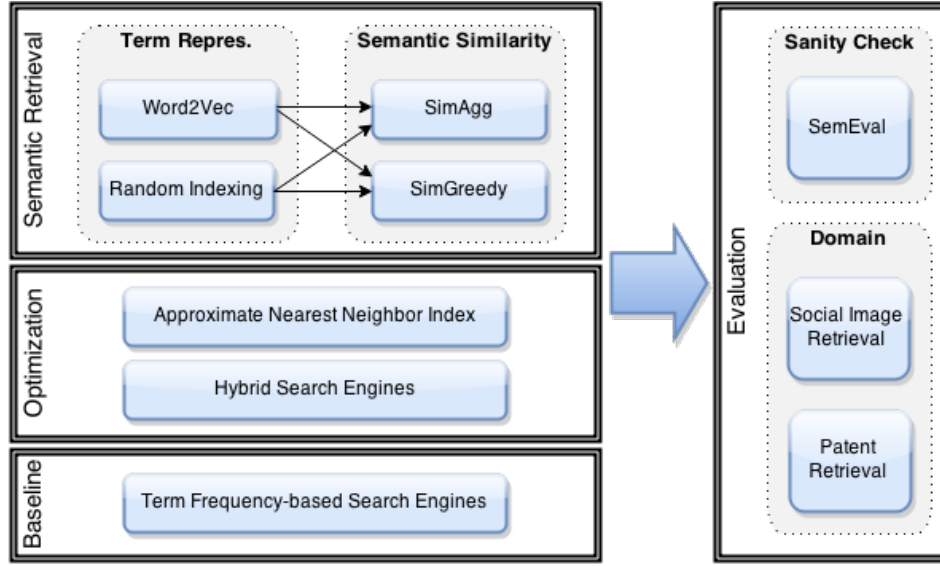 Semantic Retrieval
Term Repres.
Word2Vec
Random Indexing
Semantic Similarity
SimAgg
SimGreedy
Optimization
Approximate Nearest Neighbor Index
Hybrid Search Engines
Baseline
Term Frequency-based Search Engines
Evaluation
Sanity Check
SemEval
Domain
Social Image
Retrieval
Patent
Retrieval